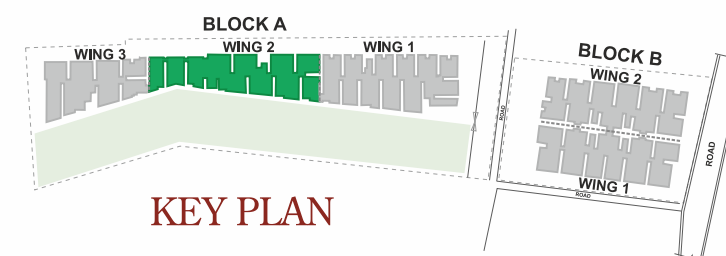 BLOCK A
WING 3
WING 2
WING 1
BLOCK B
WING 2
WING 1
ROAD
ROAD
ROAD
KEY PLAN